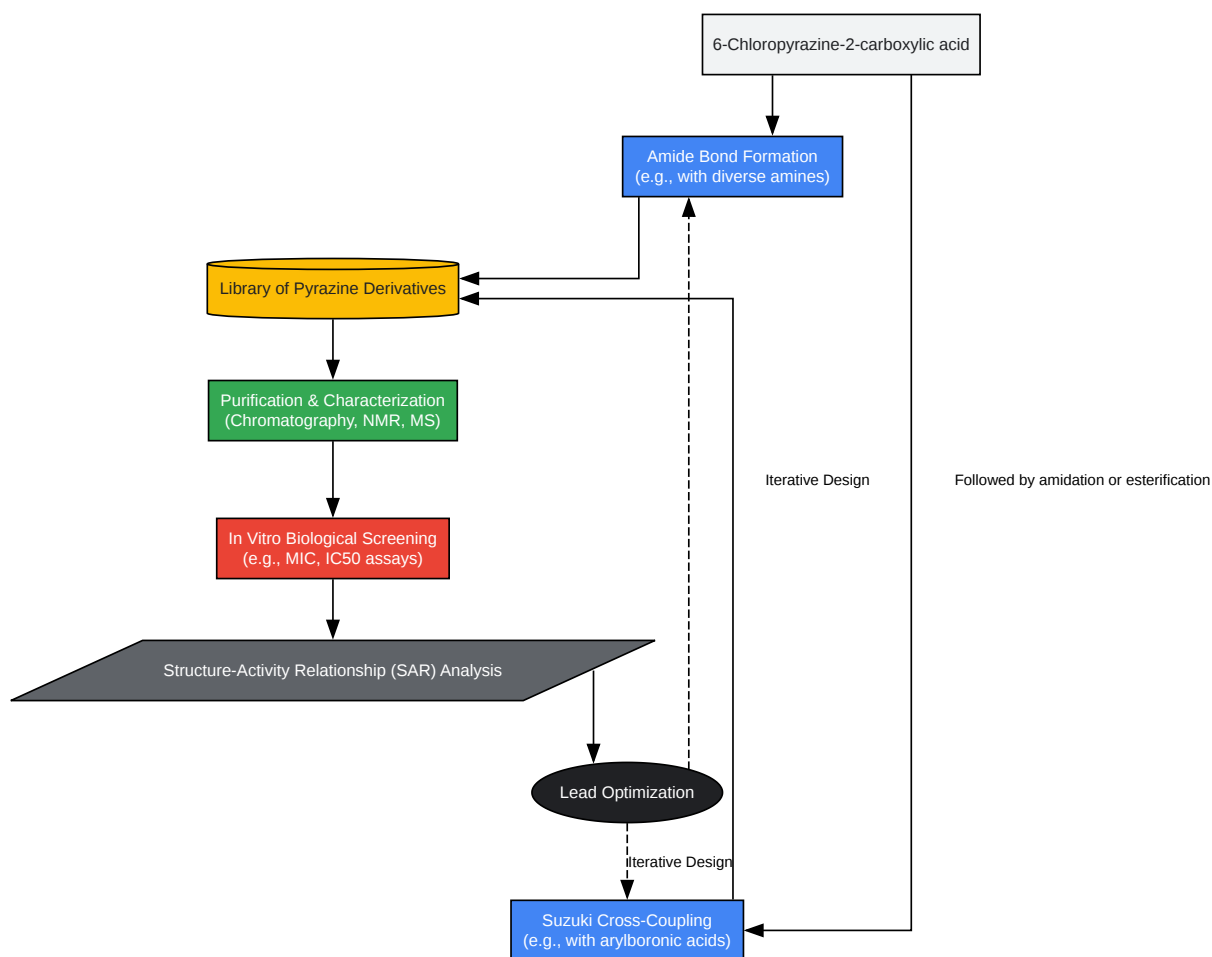 6-Chloropyrazine-2-carboxylic acid
Amide Bond Formation
(e.g., with diverse amines)
Library of Pyrazine Derivatives
Purification & Characterization
(Chromatography, NMR, MS)
Iterative Design
Followed by amidation or esterification
In Vitro Biological Screening
(e.g., MIC, IC50 assays)
Structure-Activity Relationship (SAR) Analysis
Lead Optimization
Iterative Design
Suzuki Cross-Coupling
(e.g., with arylboronic acids)